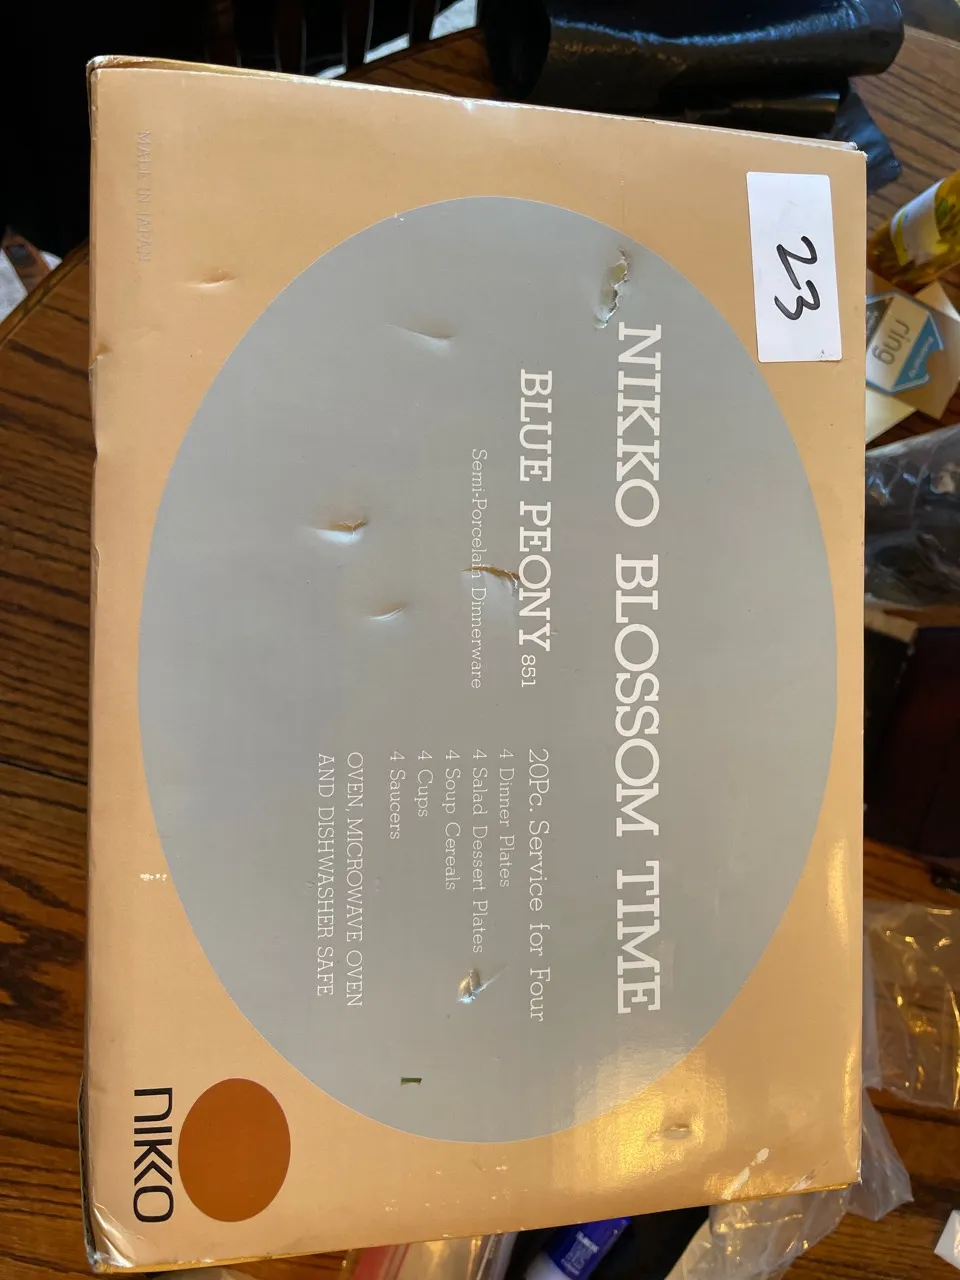 NIKKO BLOSSOM TIME
BLUE PEONY 851
Semi-Porcelain Dinnerware
20Pc. Service for Four
4 Dinner Plates
4 Salad Dessert Plates
4 Soup Cereals
4 Cups
4 Saucers
OVEN, MICROWAVE OVEN
AND DISHWASHER SAFE
MADE IN JAPAN
NIKKO
23
ring